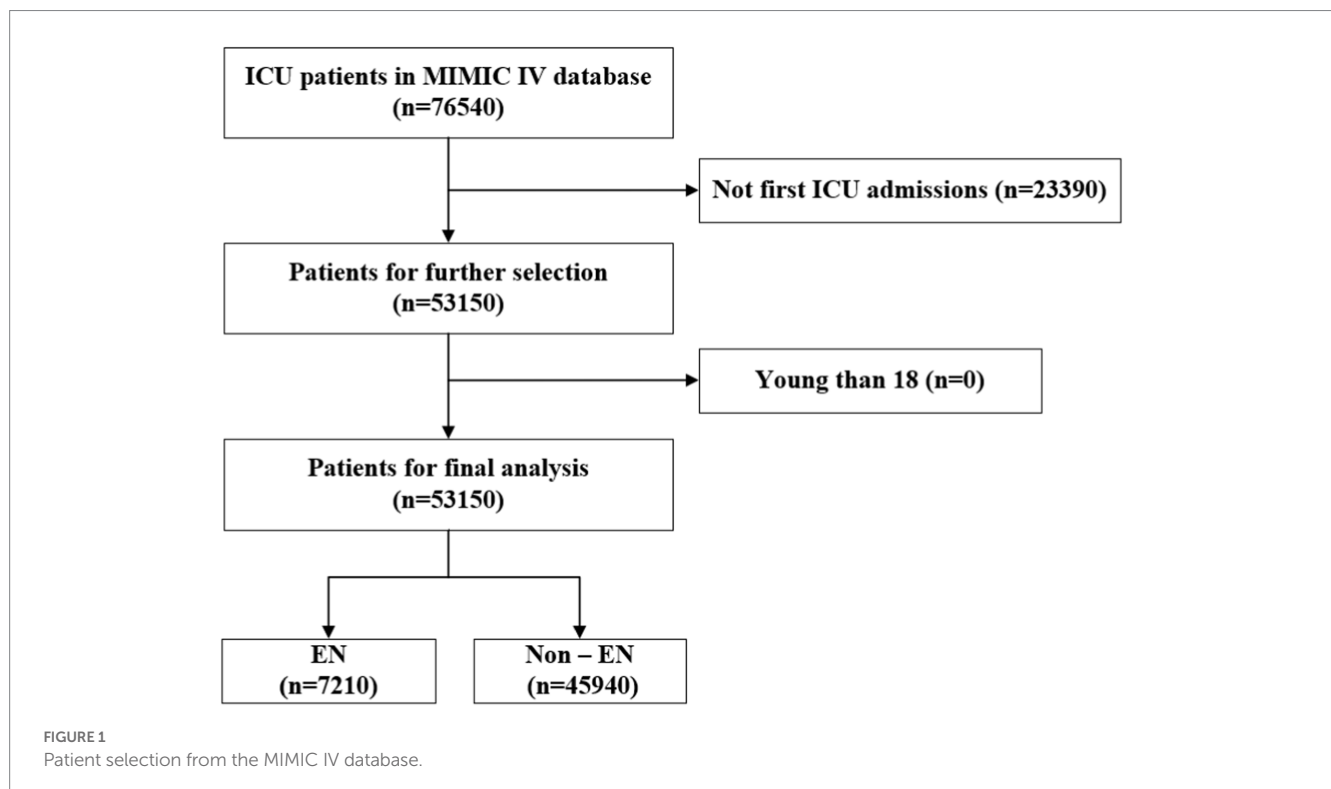 ICU patients in MIMIC IV database
(n=76540)
Not first ICU admissions (n=23390)
Patients for further selection
(n=53150)
Young than 18 (n=0)
Patients for final analysis
(n=53150)
EN
(n=7210)
Non – EN
(n=45940)
FIGURE 1
Patient selection from the MIMIC IV database.